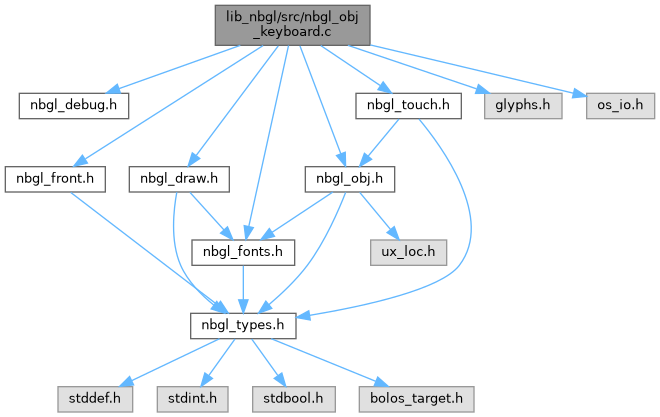 lib_nbgl/src/nbgl_obj
_keyboard.c
nbgl_debug.h
nbgl_touch.h
glyphs.h
os_io.h
nbgl_front.h
nbgl_draw.h
nbgl_obj.h
nbgl_fonts.h
ux_loc.h
nbgl_types.h
stddef.h
stdint.h
stdbool.h
bolos_target.h